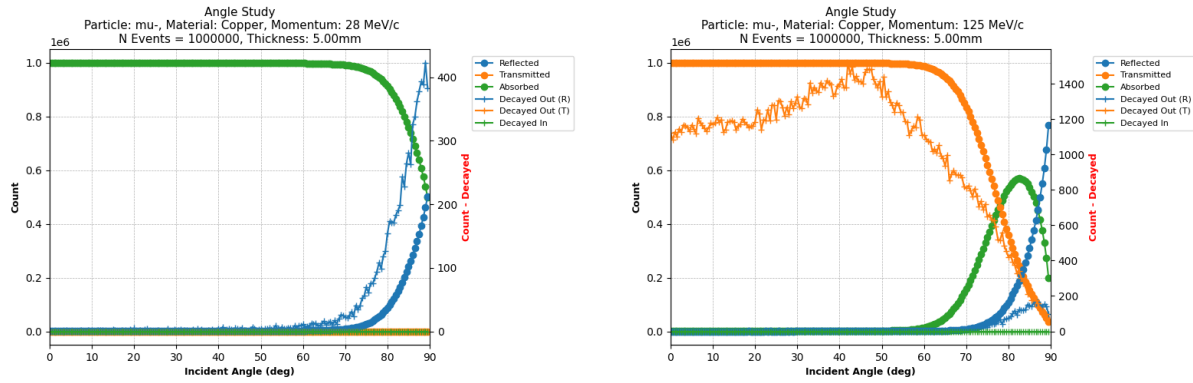 Angle Study
Particle: mu-, Material: Copper, Momentum: 28 MeV/c
N Events = 1000000, Thickness: 5.00mm
1e6
1.0
0.8
0.6
0.4
0.2
0.0
Count
0 10 20 30 40 50 60 70 80 90
Incident Angle (deg)
400
300
200
100
0
Count - Decayed
Reflected
Transmitted
Absorbed
Decayed Out (R)
Decayed Out (T)
Decayed In
Angle Study
Particle: mu-, Material: Copper, Momentum: 125 MeV/c
N Events = 1000000, Thickness: 5.00mm
1e6
1.0
0.8
0.6
0.4
0.2
0.0
Count
0 10 20 30 40 50 60 70 80 90
Incident Angle (deg)
1400
1200
1000
800
600
400
200
0
Count - Decayed
Reflected
Transmitted
Absorbed
Decayed Out (R)
Decayed Out (T)
Decayed In